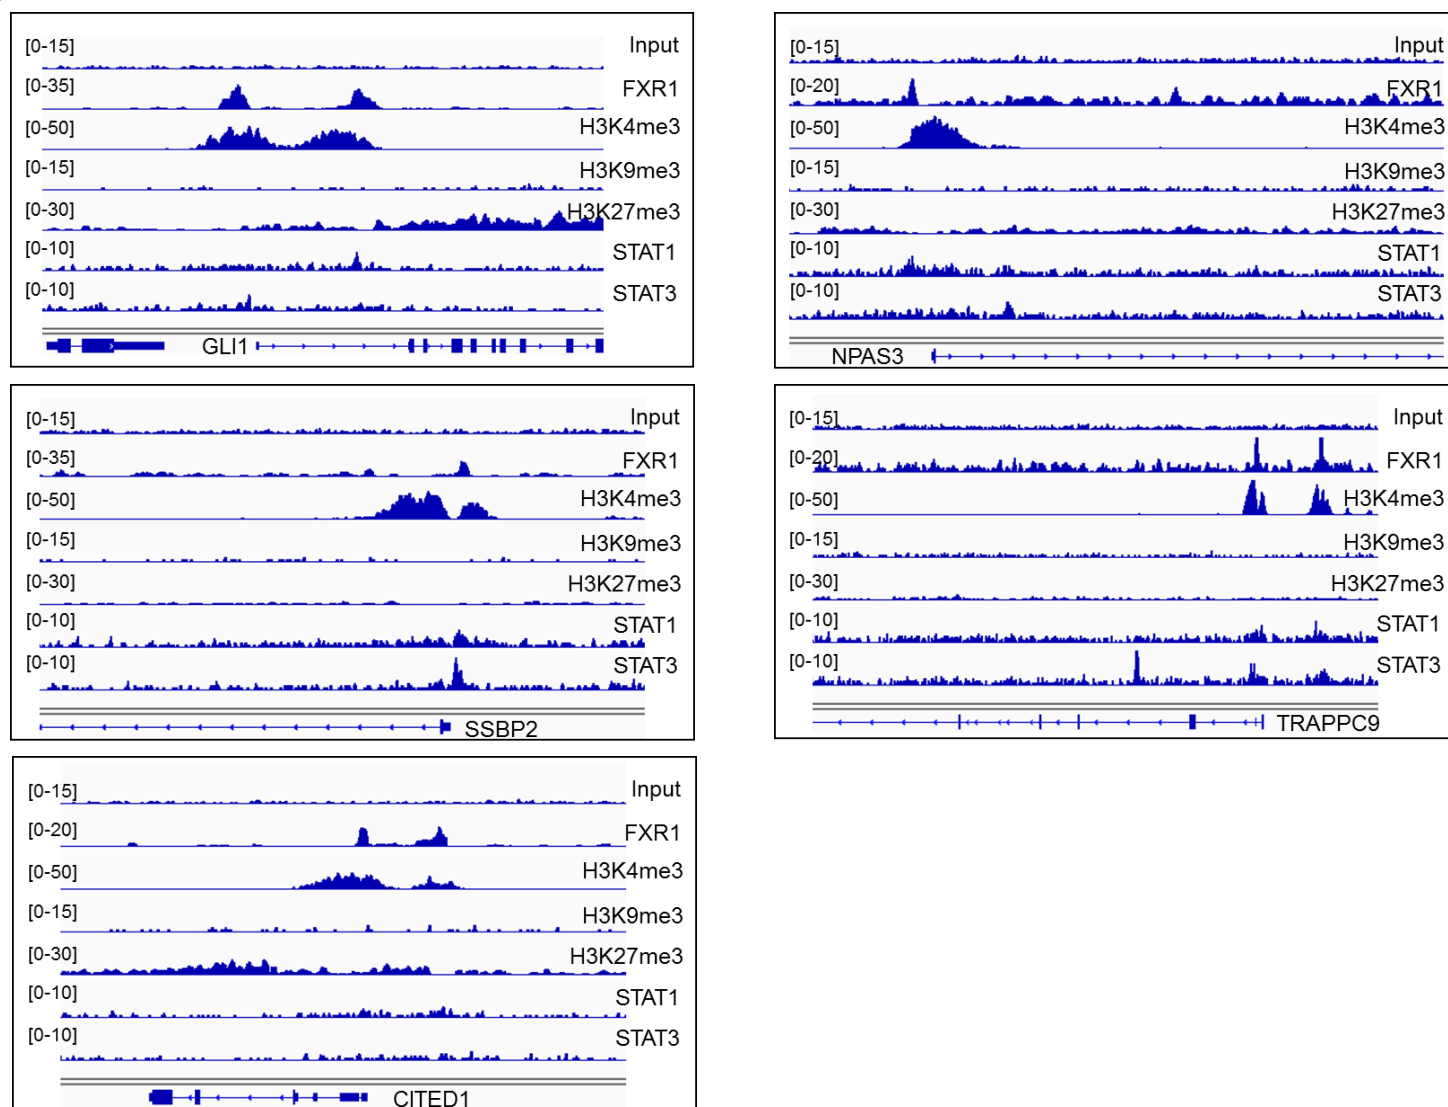 [0-15] Input
[0-35] FXR1
[0-50] H3K4me3
[0-15] H3K9me3
[0-30] H3K27me3
[0-10] STAT1
[0-10] STAT3
GLI1
[0-15] Input
[0-20] FXR1
[0-50] H3K4me3
[0-15] H3K9me3
[0-30] H3K27me3
[0-10] STAT1
[0-10] STAT3
NPAS3
[0-15] Input
[0-35] FXR1
[0-50] H3K4me3
[0-15] H3K9me3
[0-30] H3K27me3
[0-10] STAT1
[0-10] STAT3
SSBP2
[0-15] Input
[0-20] FXR1
[0-50] H3K4me3
[0-15] H3K9me3
[0-30] H3K27me3
[0-10] STAT1
[0-10] STAT3
TRAPPC9
[0-15] Input
[0-20] FXR1
[0-50] H3K4me3
[0-15] H3K9me3
[0-30] H3K27me3
[0-10] STAT1
[0-10] STAT3
CITED1